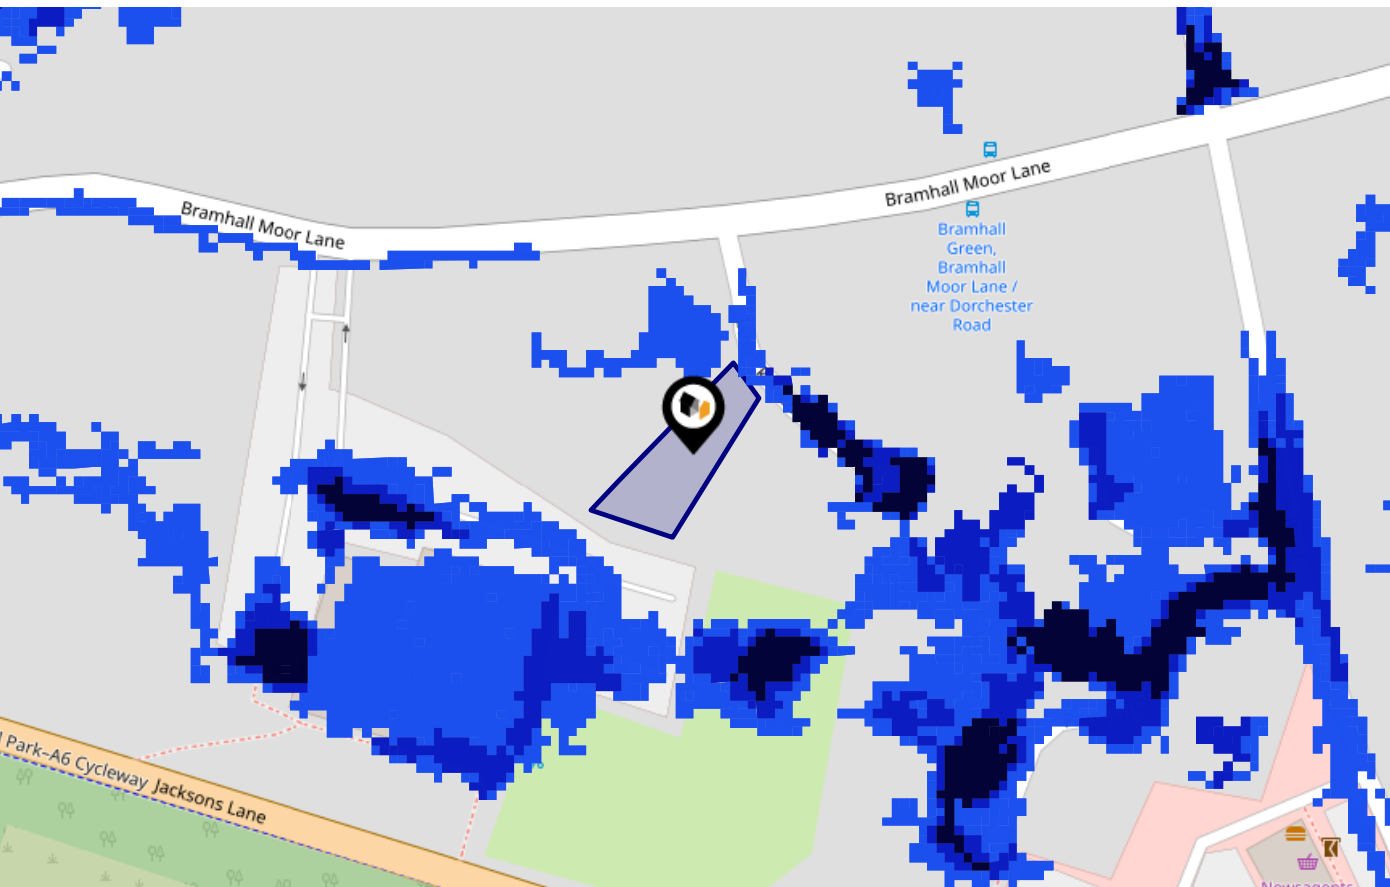 Bramhall Moor Lane
Bramhall Moor Lane
Bramhall
Green,
Bramhall
Moor Lane /
near Dorchester
Road
Park–A6 Cycleway
Jacksons Lane
Newsagents